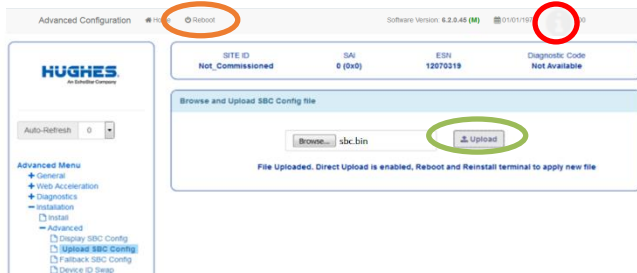 Advanced Configuration Home Reboot Software Version: 6.2.0.45 (M)
SITE ID SAI ESN Diagnostic Code
Not_Commissioned 0 (0x0) 12070319 Not Available
HUGHES.
An EchoStar Company
Browse and Upload SBC Config file
Auto-Refresh 0
Browse... sbc.bin Upload
File Uploaded. Direct Upload is enabled, Reboot and Reinstall terminal to apply new file
Advanced Menu
General
Web Acceleration
Diagnostics
Installation
Install
Advanced
Display SBC Config
Upload SBC Config
Fallback SBC Config
Device ID Swap